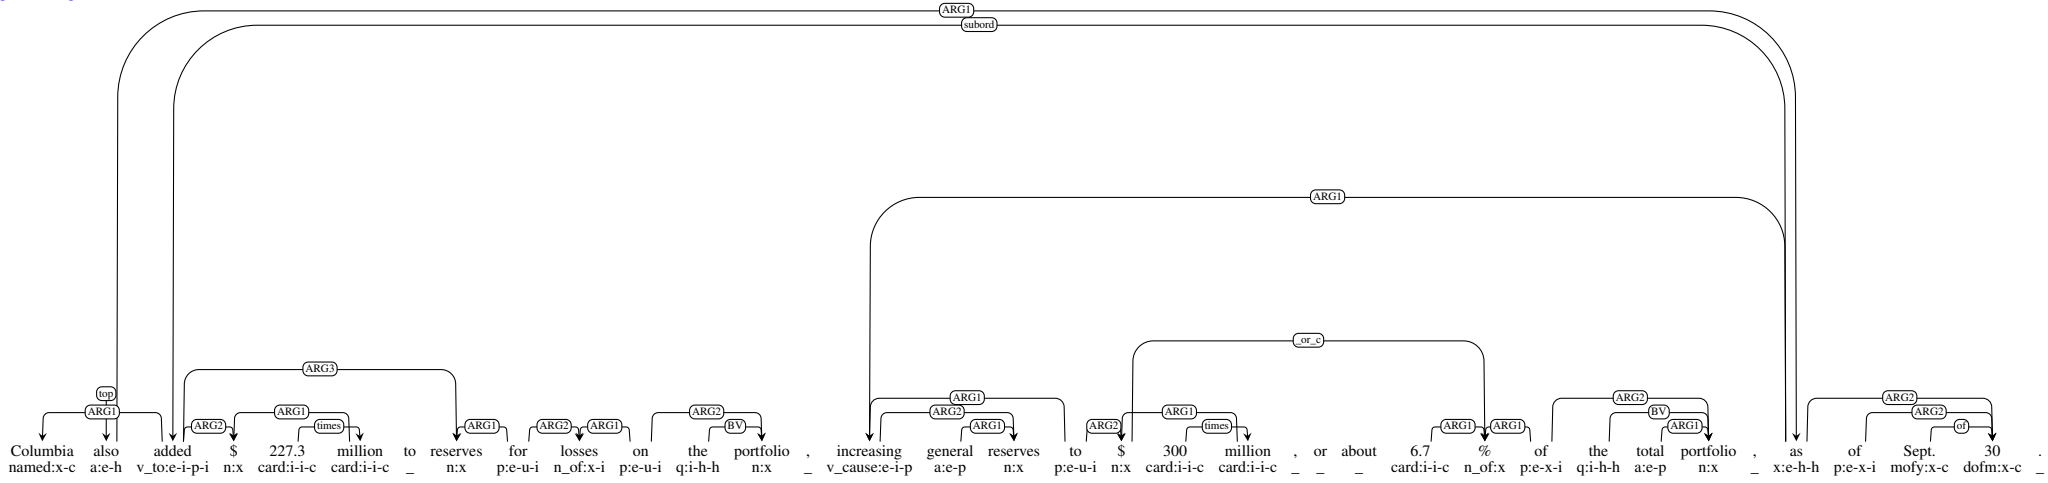 ARG1
subord
ARG1
_or_c
ARG3
top
ARG1 ARG2 ARG2
ARG1 ARG2 ARG1 ARG2 ARG1 BV ARG2
ARG2 times ARG1 ARG2 ARG1 BV ARG1 ARG2 times ARG1 ARG1 ARG1 of
Columbia also added $ 227.3 million to reserves for losses on the portfolio , increasing general reserves to $ 300 million , or about 6.7 % of the total portfolio , as of Sept. 30 .
named:x-c a:e-h v_to:e-i-p-i n:x card:i-i-c card:i-i-c _ n:x p:e-u-i n_of:x-i p:e-u-i q:i-h-h n:x _ v_cause:e-i-p a:e-p n:x p:e-u-i n:x card:i-i-c card:i-i-c _ _ _ card:i-i-c n_of:x p:e-x-i q:i-h-h a:e-p n:x _ x:e-h-h p:e-x-i mofy:x-c dofm:x-c _